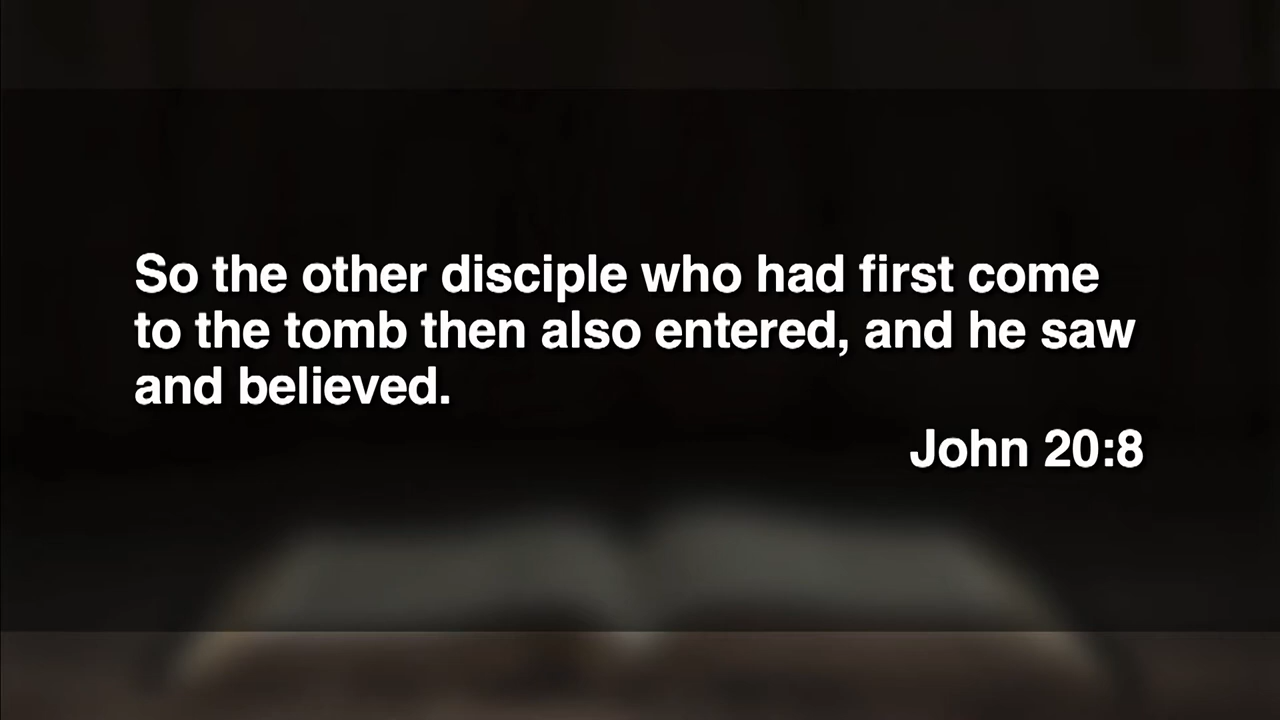 So the other disciple who had first come
to the tomb then also entered, and he saw
and believed.
John 20:8